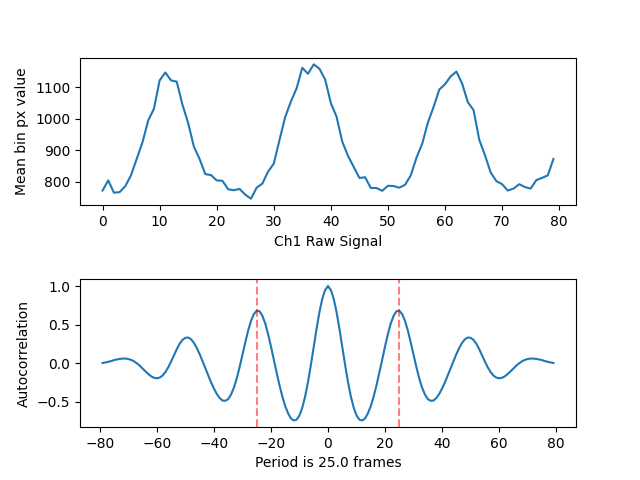 Mean bin px value
1100
1000
900
800
0 10 20 30 40 50 60 70 80
Ch1 Raw Signal
Autocorrelation
1.0
0.5
0.0
−0.5
−80 −60 −40 −20 0 20 40 60 80
Period is 25.0 frames